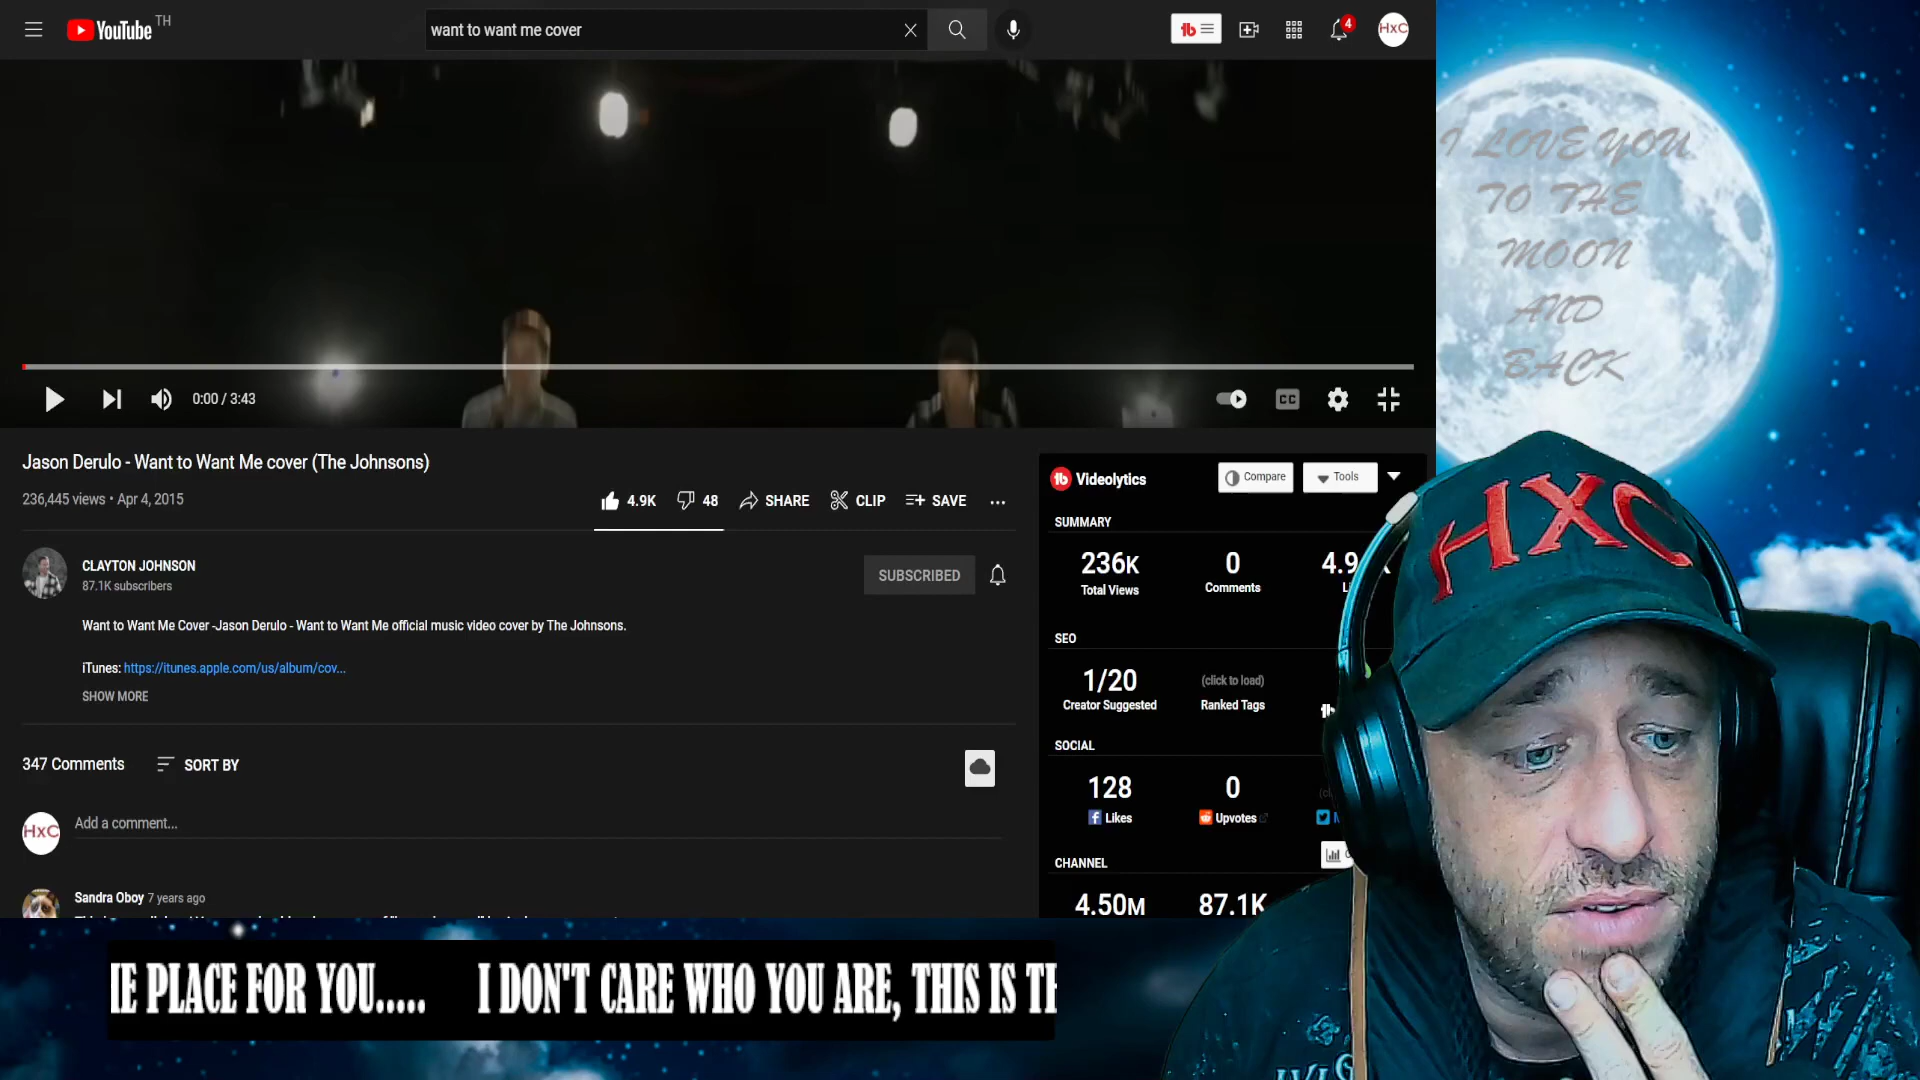 YouTube TH
want to want me cover
4
HxC
I LOVE YOU
TO THE
MOON
AND
BACK
0:00 / 3:43
CC
Jason Derulo - Want to Want Me cover (The Johnsons)
236,445 views • Apr 4, 2015
4.9K
48
SHARE
CLIP
SAVE
CLAYTON JOHNSON
87.1K subscribers
SUBSCRIBED
Want to Want Me Cover -Jason Derulo - Want to Want Me official music video cover by The Johnsons.
iTunes: https://itunes.apple.com/us/album/cov...
SHOW MORE
347 Comments
SORT BY
HxC
Add a comment...
Sandra Oboy 7 years ago
Videolytics
Compare
Tools
SUMMARY
236K
0
4.9
Total Views
Comments
SEO
1/20
(click to load)
Creator Suggested
Ranked Tags
SOCIAL
128
0
Likes
Upvotes
CHANNEL
4.50M
87.1K
HXC
PLACE FOR YOU..... I DON'T CARE WHO YOU ARE, THIS IS